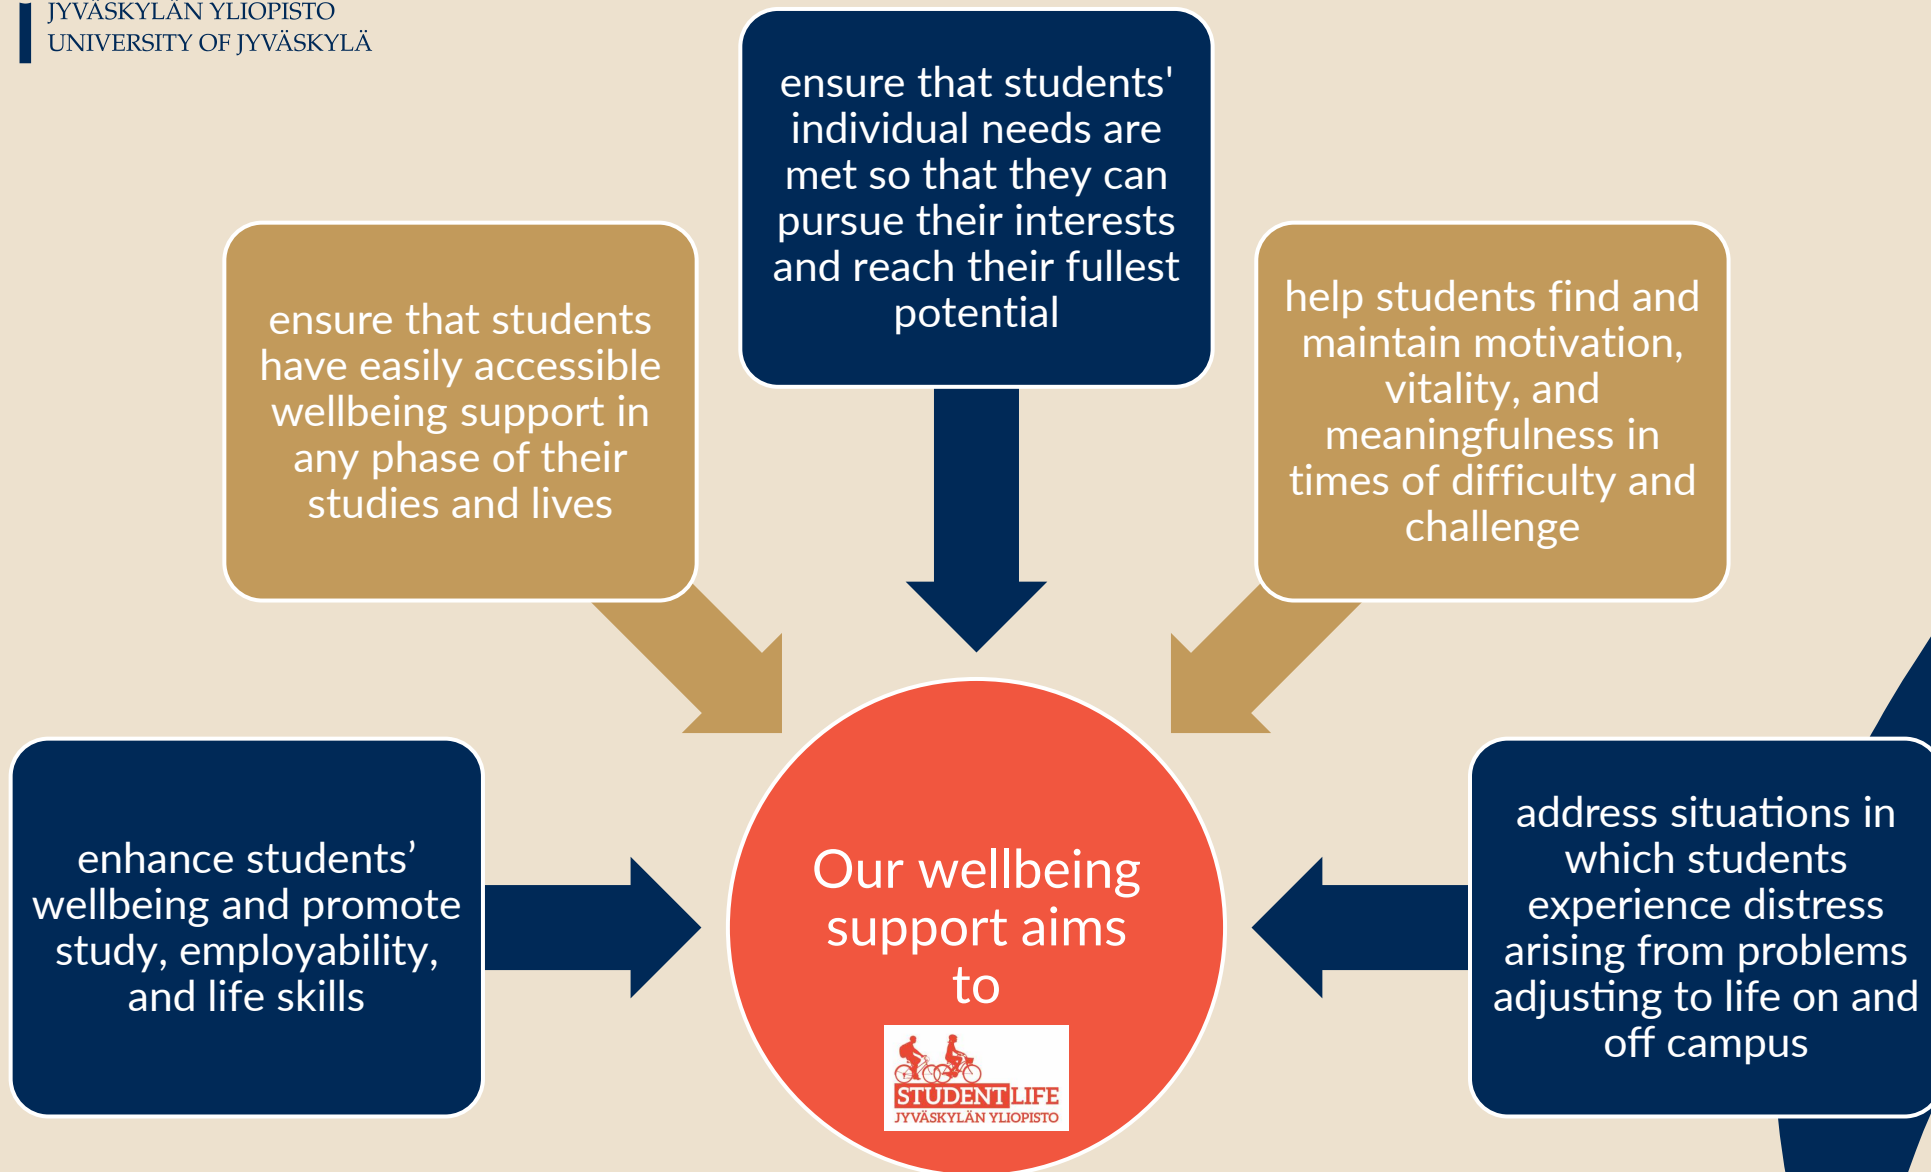 JYVÄSKYLÄN YLIOPISTO
UNIVERSITY OF JYVÄSKYLÄ
ensure that students'
individual needs are
met so that they can
pursue their interests
and reach their fullest
potential
ensure that students
have easily accessible
wellbeing support in
any phase of their
studies and lives
help students find and
maintain motivation,
vitality, and
meaningfulness in
times of difficulty and
challenge
enhance students’
wellbeing and promote
study, employability,
and life skills
Our wellbeing
support aims
to
STUDENT LIFE
JYVÄSKYLÄN YLIOPISTO
address situations in
which students
experience distress
arising from problems
adjusting to life on and
off campus